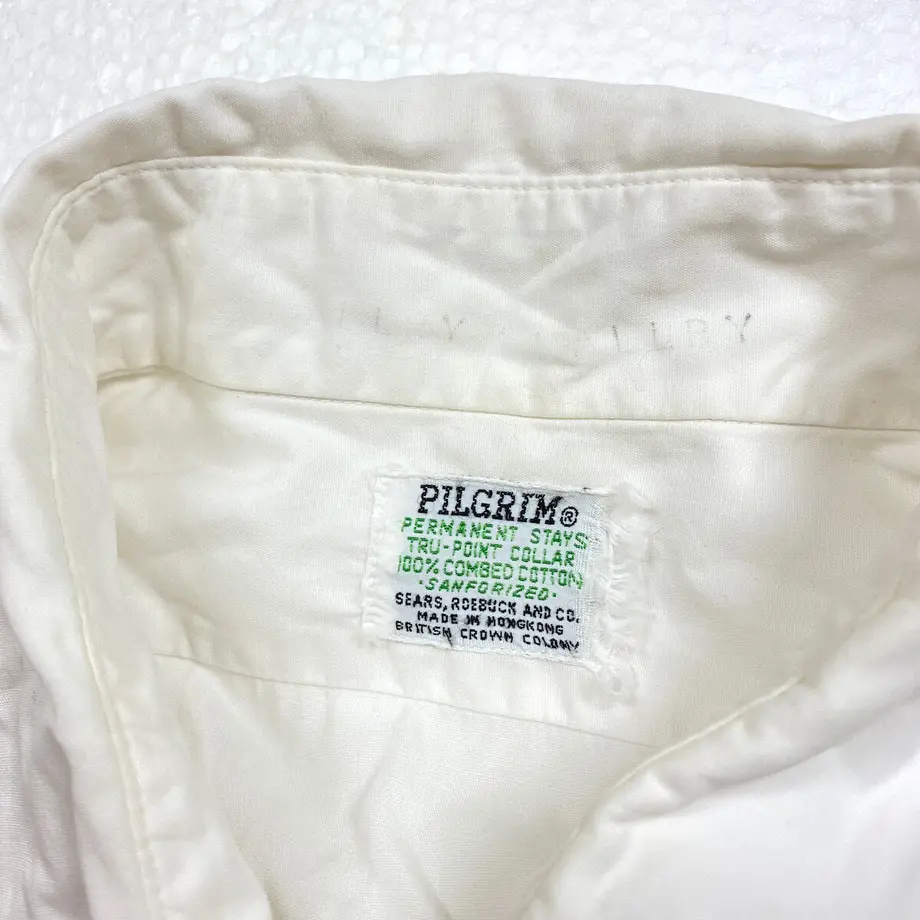 PILGRIM®
PERMANENT STAYS
TRU-POINT COLLAR
100% COMBED COTTON
·SANFORIZED·
SEARS, ROEBUCK AND CO.
MADE IN HONGKONG
BRITISH CROWN COLONY